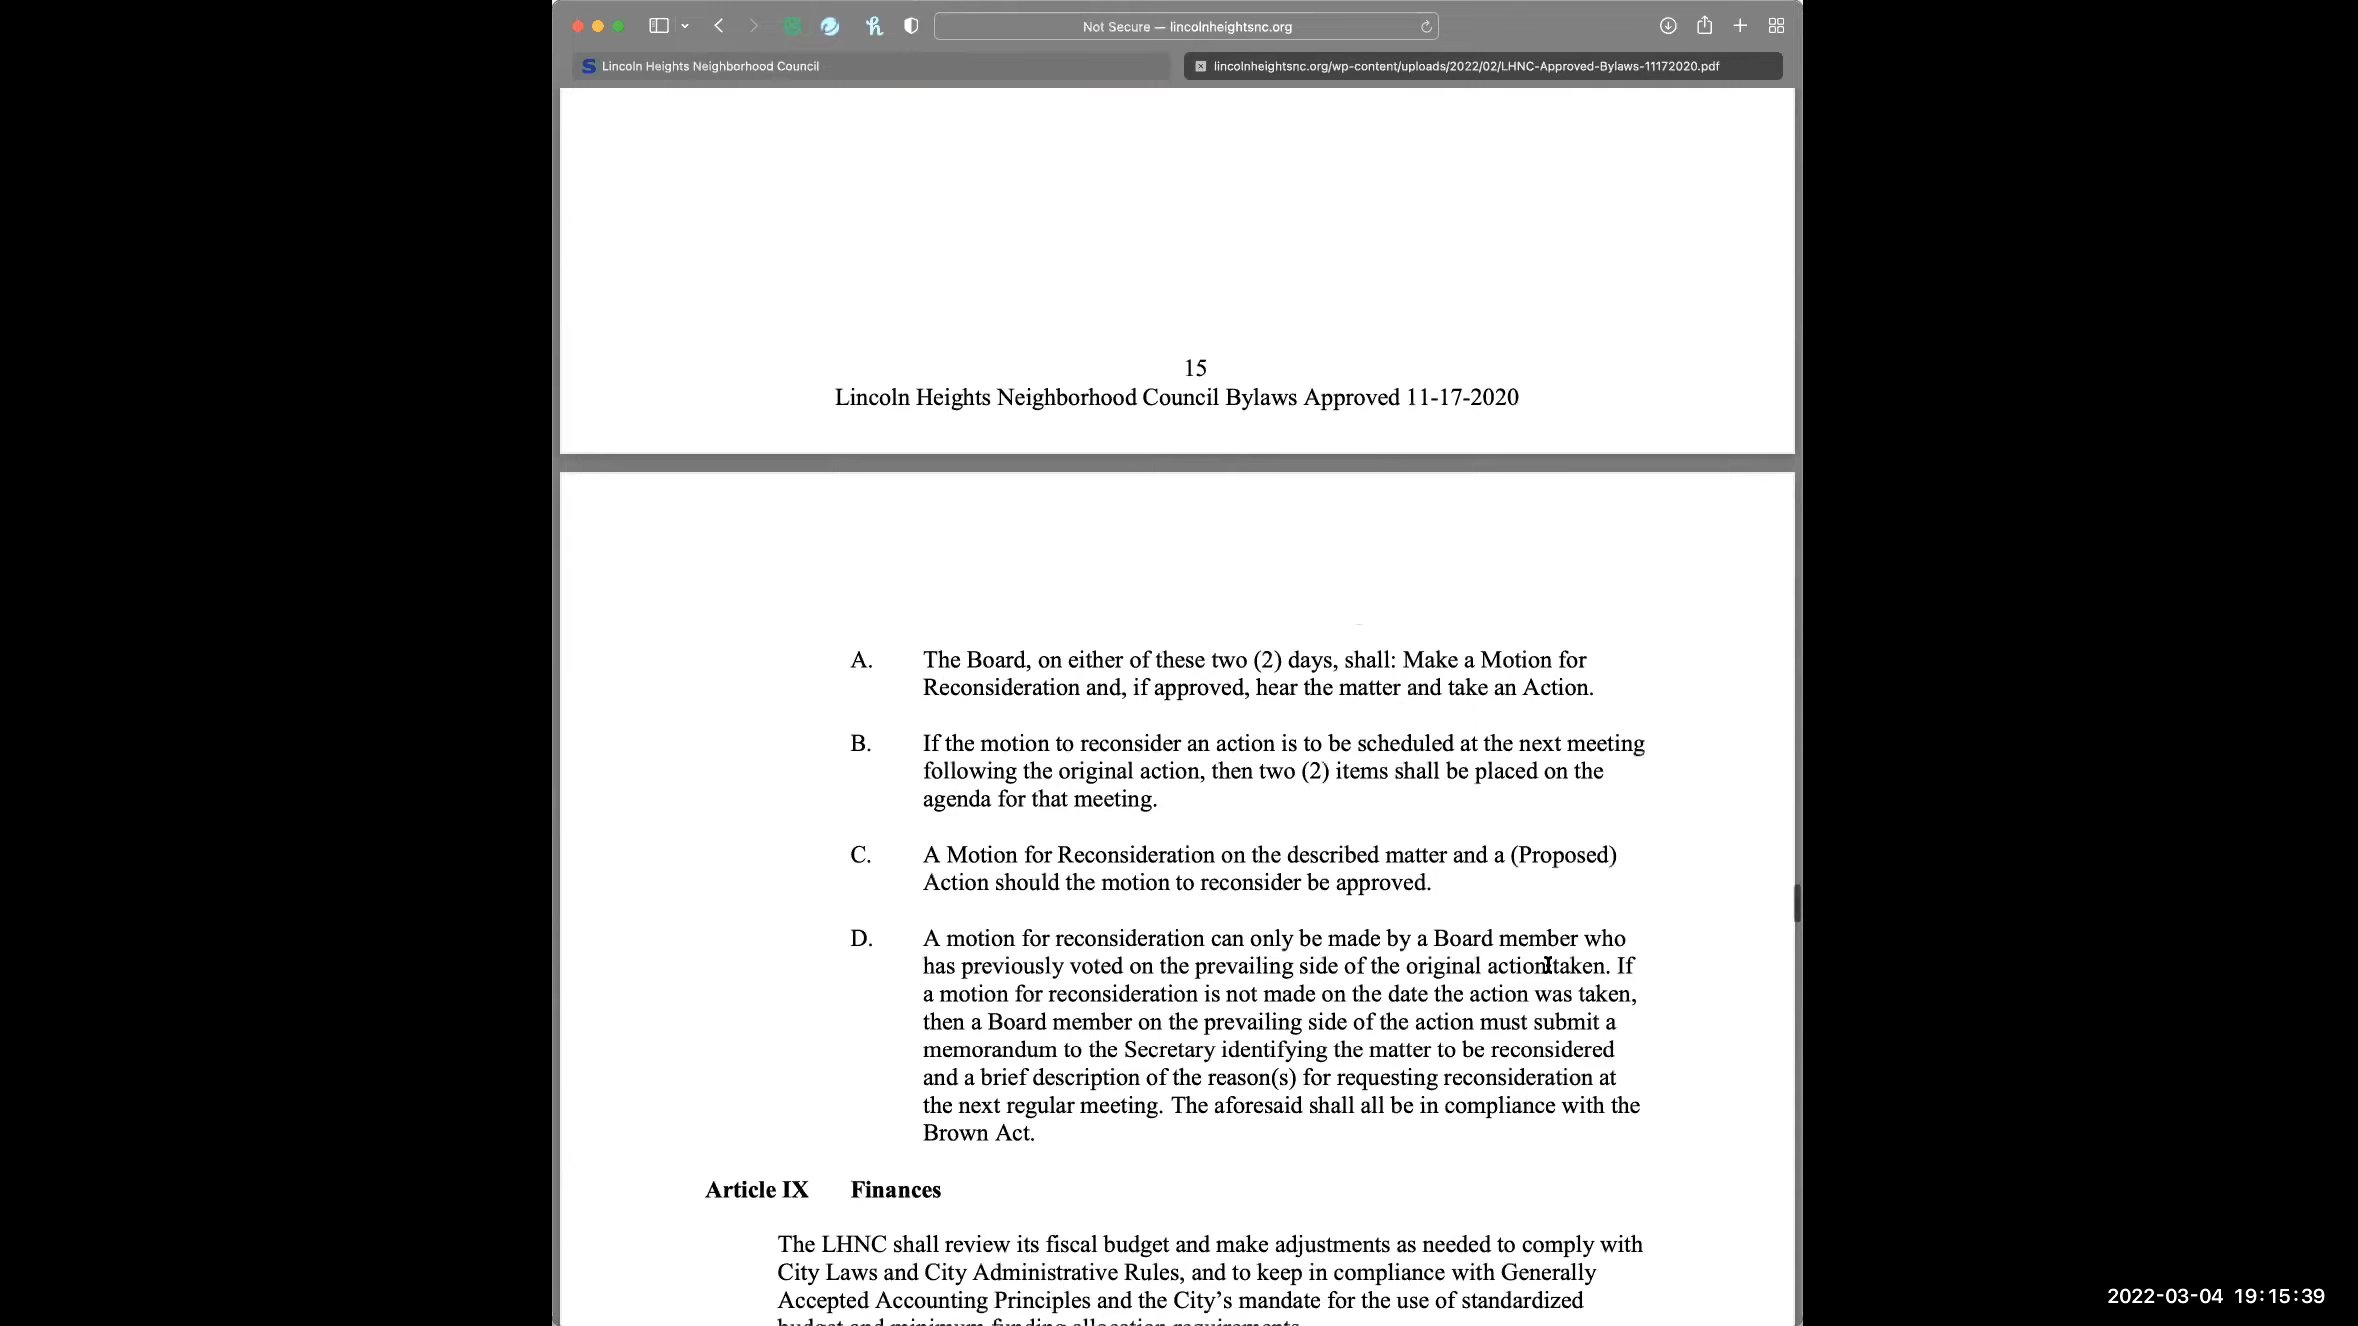 Not Secure — lincolnheightsnc.org
S Lincoln Heights Neighborhood Council
lincolnheightsnc.org/wp-content/uploads/2022/02/LHNC-Approved-Bylaws-11172020.pdf
15
Lincoln Heights Neighborhood Council Bylaws Approved 11-17-2020
A. The Board, on either of these two (2) days, shall: Make a Motion for
Reconsideration and, if approved, hear the matter and take an Action.
B. If the motion to reconsider an action is to be scheduled at the next meeting
following the original action, then two (2) items shall be placed on the
agenda for that meeting.
C. A Motion for Reconsideration on the described matter and a (Proposed)
Action should the motion to reconsider be approved.
D. A motion for reconsideration can only be made by a Board member who
has previously voted on the prevailing side of the original action taken. If
a motion for reconsideration is not made on the date the action was taken,
then a Board member on the prevailing side of the action must submit a
memorandum to the Secretary identifying the matter to be reconsidered
and a brief description of the reason(s) for requesting reconsideration at
the next regular meeting. The aforesaid shall all be in compliance with the
Brown Act.
Article IX Finances
The LHNC shall review its fiscal budget and make adjustments as needed to comply with
City Laws and City Administrative Rules, and to keep in compliance with Generally
Accepted Accounting Principles and the City's mandate for the use of standardized
budget and minimum funding allocation requirements.
2022-03-04 19:15:39